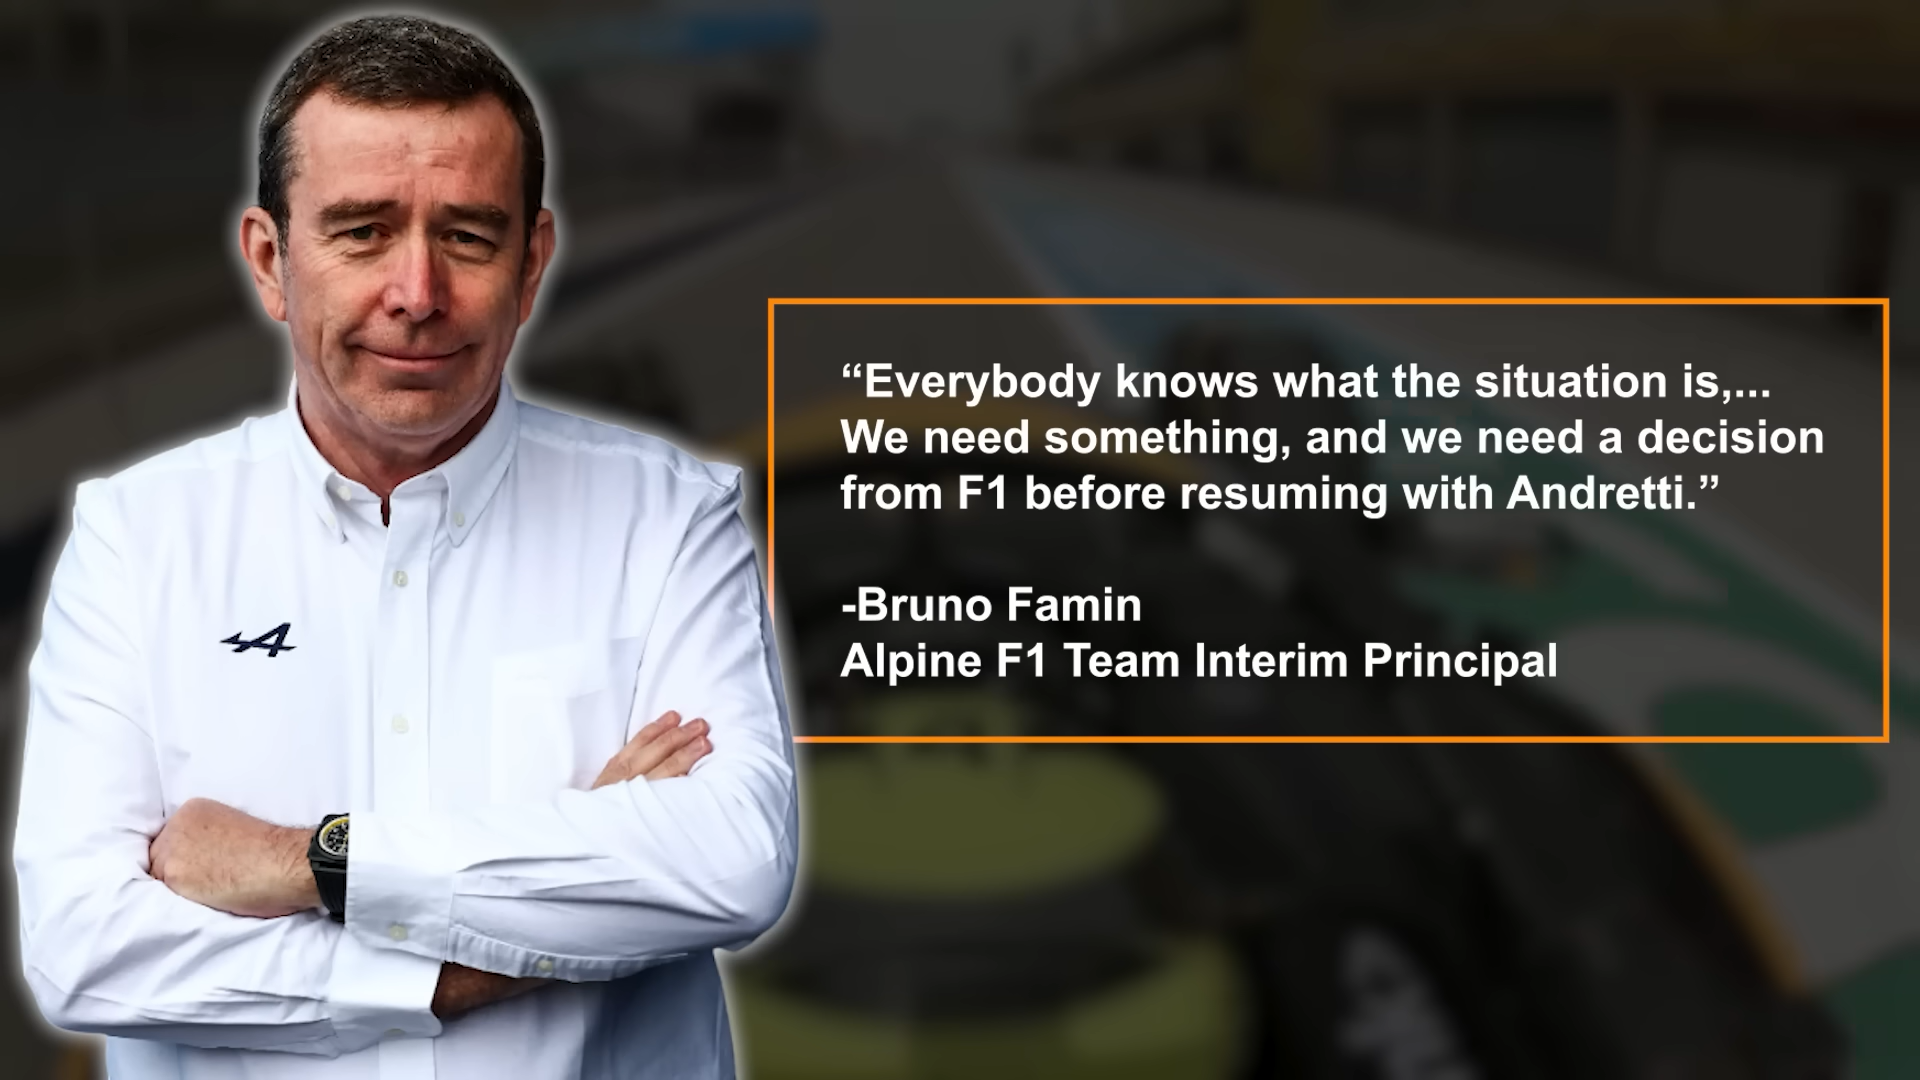 “Everybody knows what the situation is,...
We need something, and we need a decision
from F1 before resuming with Andretti.”
-Bruno Famin
Alpine F1 Team Interim Principal